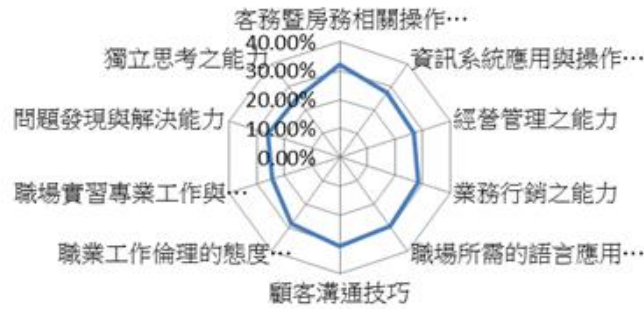 客務暨房務相關操作…
40.00%
獨立思考之能力
資訊系統應用與操作…
30.00%
20.00%
問題發現與解決能力
經營管理之能力
10.00%
0.00%
職場實習專業工作與…
業務行銷之能力
職業工作倫理的態度…
職場所需的語言應用…
顧客溝通技巧